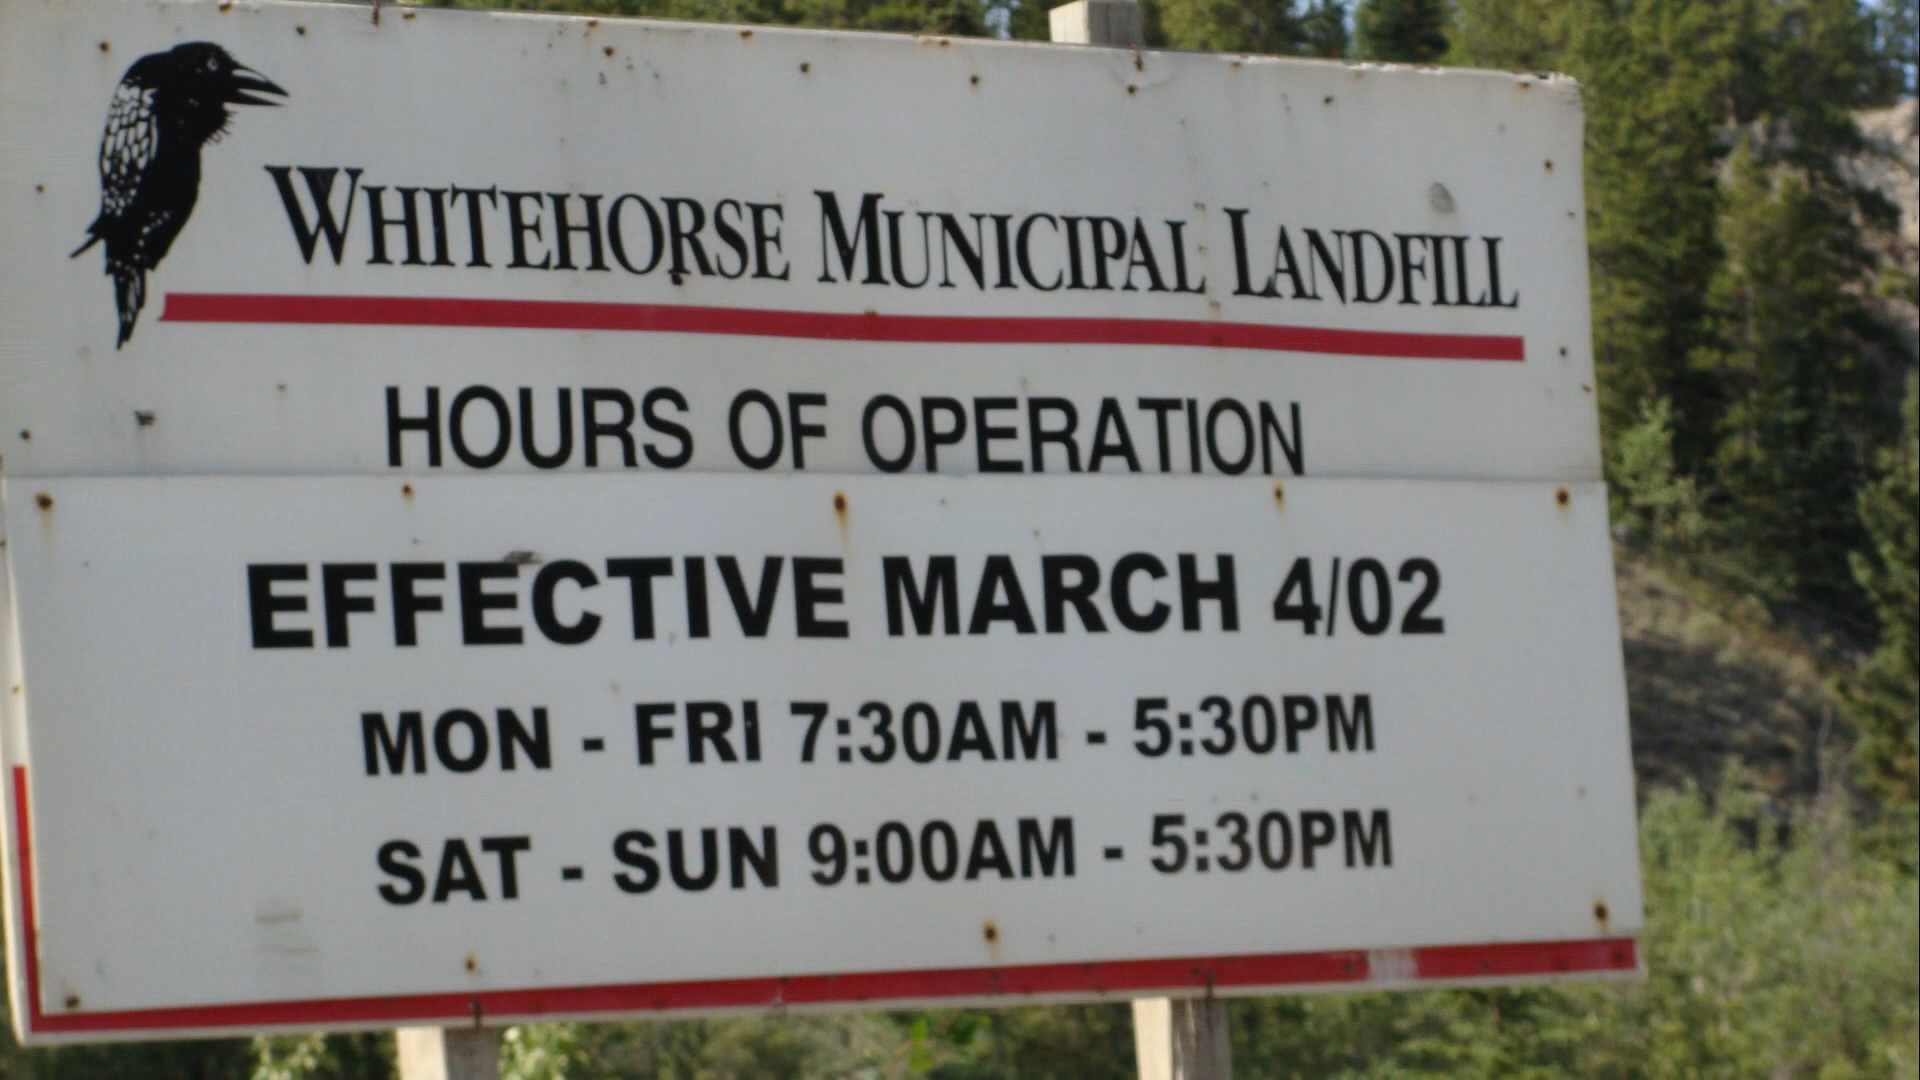 WHITEHORSE MUNICIPAL LANDFILL
HOURS OF OPERATION
EFFECTIVE MARCH 4/02
MON - FRI 7:30AM - 5:30PM
SAT - SUN 9:00AM - 5:30PM